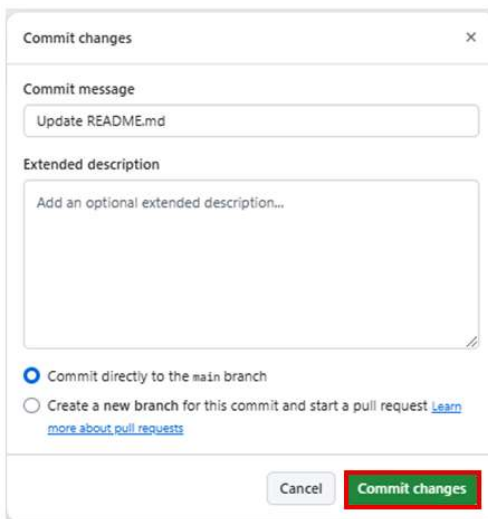 Commit changes ×
Commit message
Update README.md
Extended description
Add an optional extended description...
Commit directly to the main branch
Create a new branch for this commit and start a pull request Learn
more about pull requests
Cancel Commit changes